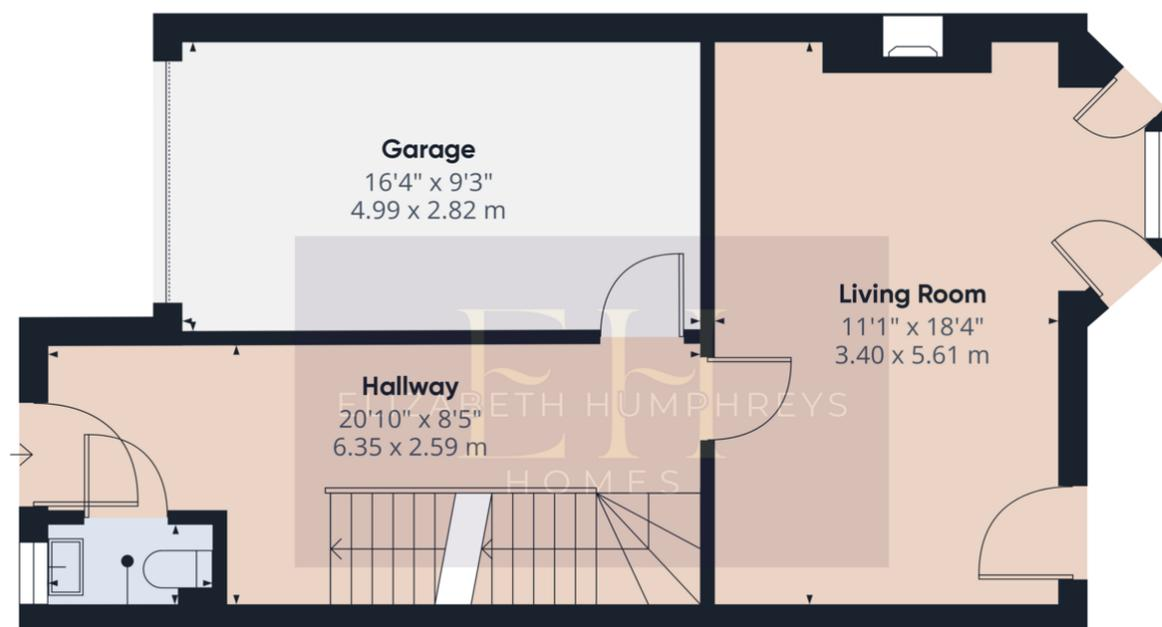 Garage
16'4" x 9'3"
4.99 x 2.82 m
Living Room
11'1" x 18'4"
3.40 x 5.61 m
Hallway
20'10" x 8'5"
6.35 x 2.59 m
EH
ELIZABETH HUMPHREYS
HOMES